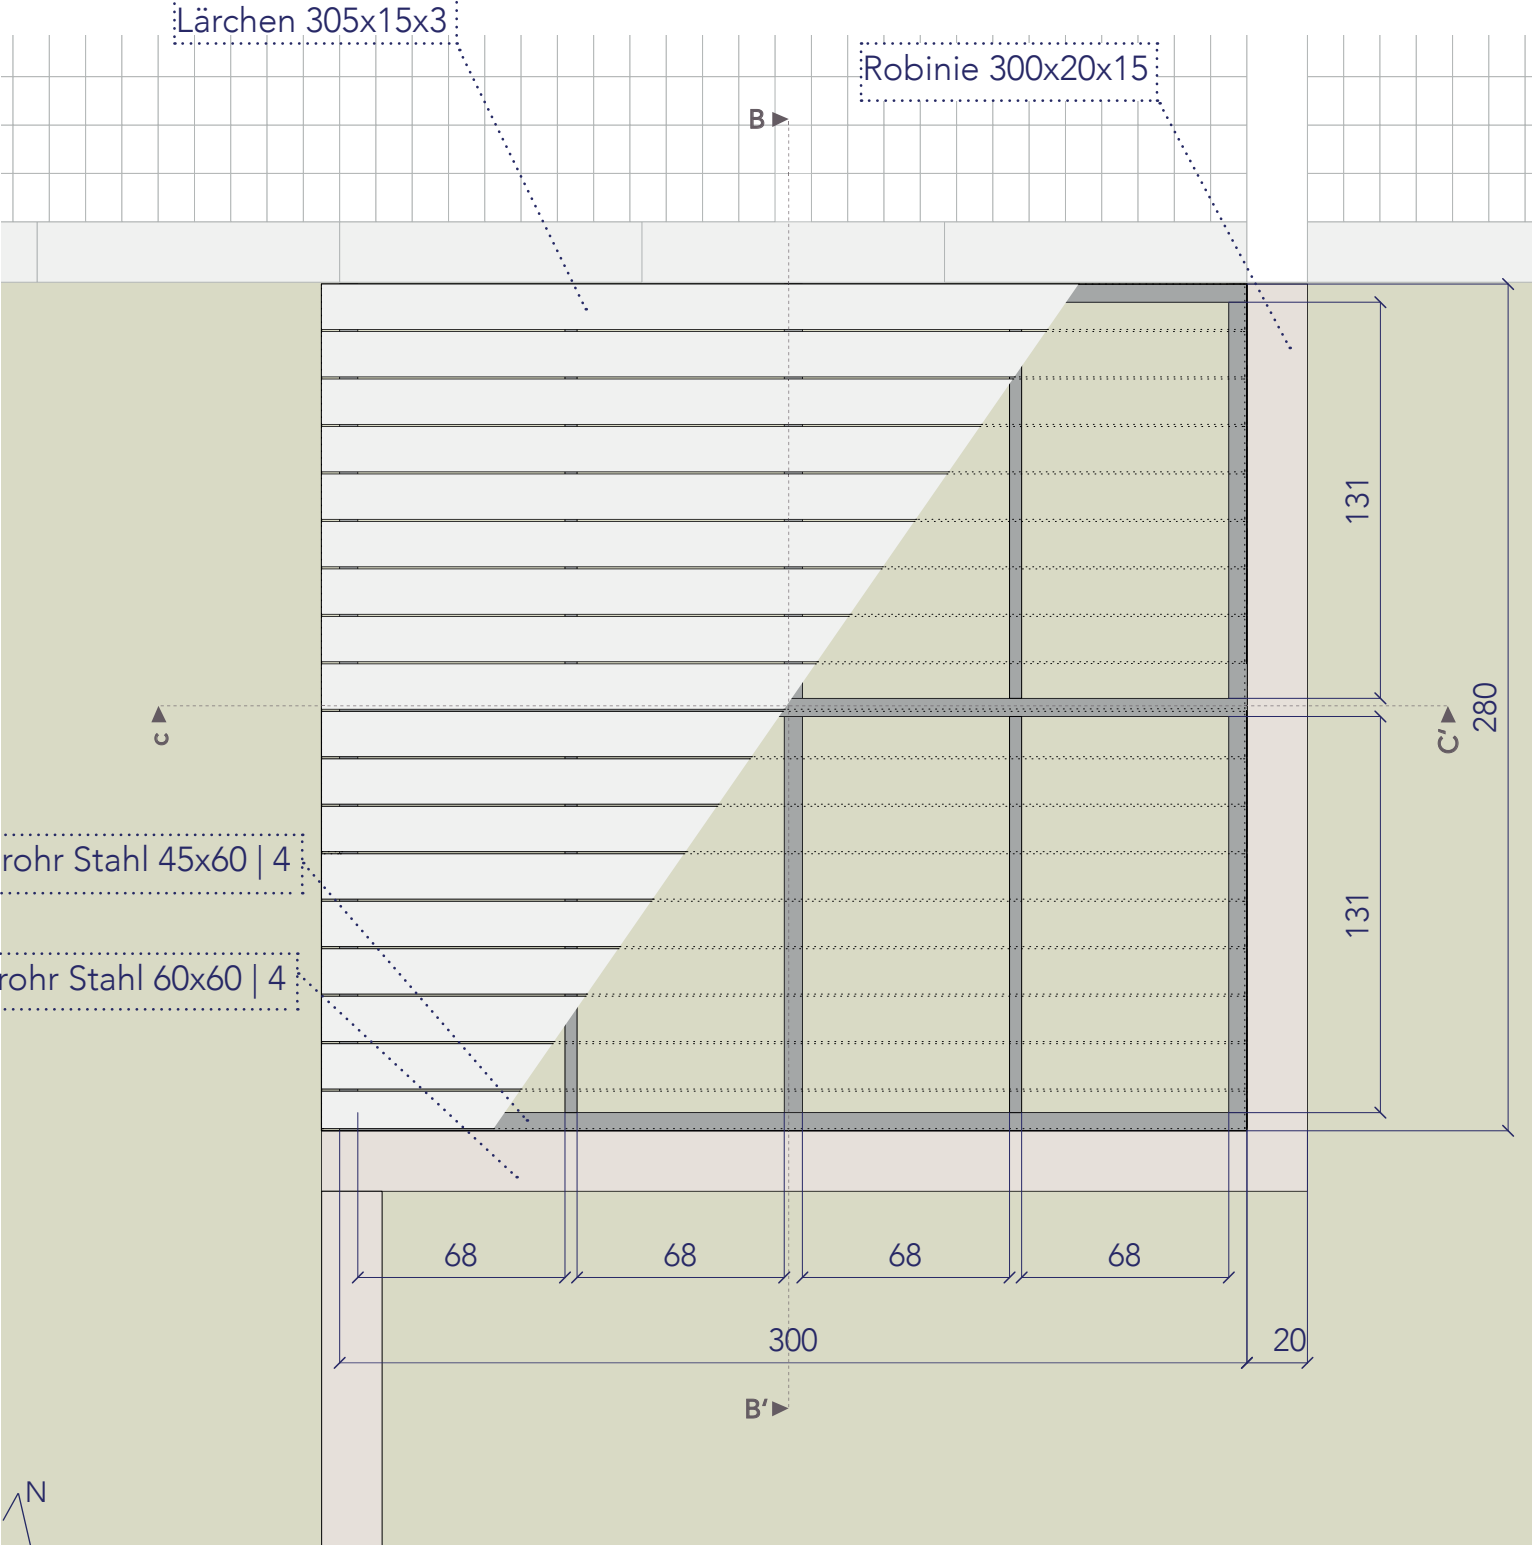 Lärchen 305x15x3
Robinie 300x20x15
B
131
280
c
C'
rohr Stahl 45x60 | 4
131
rohr Stahl 60x60 | 4
68 68 68 68
300 20
B'
N